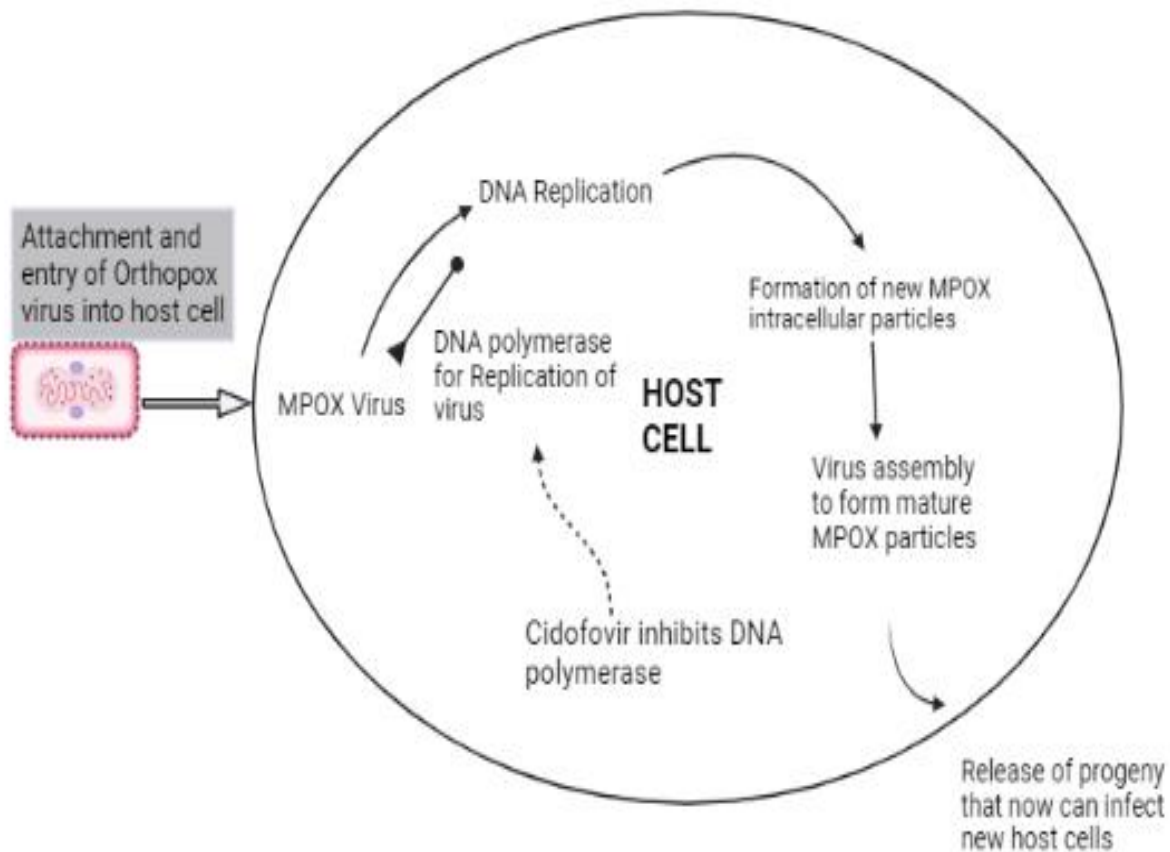 Attachment and
entry of Orthopox
virus into host cell
MPOX Virus
DNA Replication
DNA polymerase
for Replication of
virus
HOST
CELL
Formation of new MPOX
intracellular particles
Virus assembly
to form mature
MPOX particles
Cidofovir inhibits DNA
polymerase
Release of progeny
that now can infect
new host cells